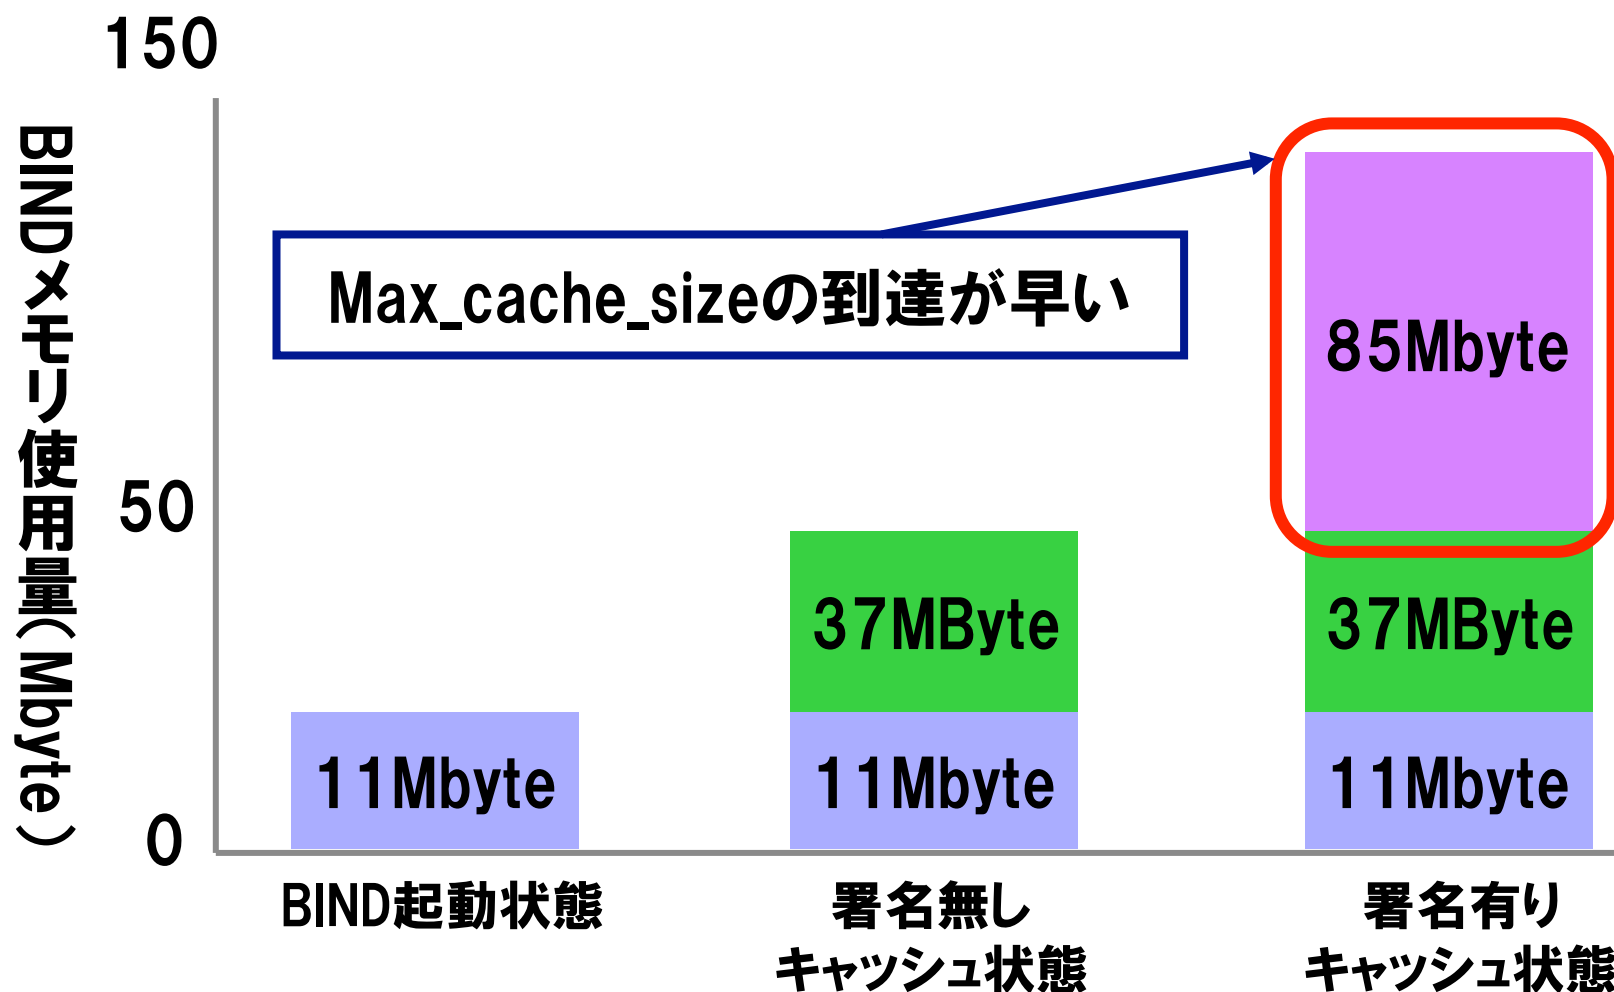 150
BINDメモリ使用量(Mbyte)
Max_cache_sizeの到達が早い
85Mbyte
50
37MByte
37MByte
11Mbyte
11Mbyte
11Mbyte
0
BIND起動状態
署名無し
キャッシュ状態
署名有り
キャッシュ状態